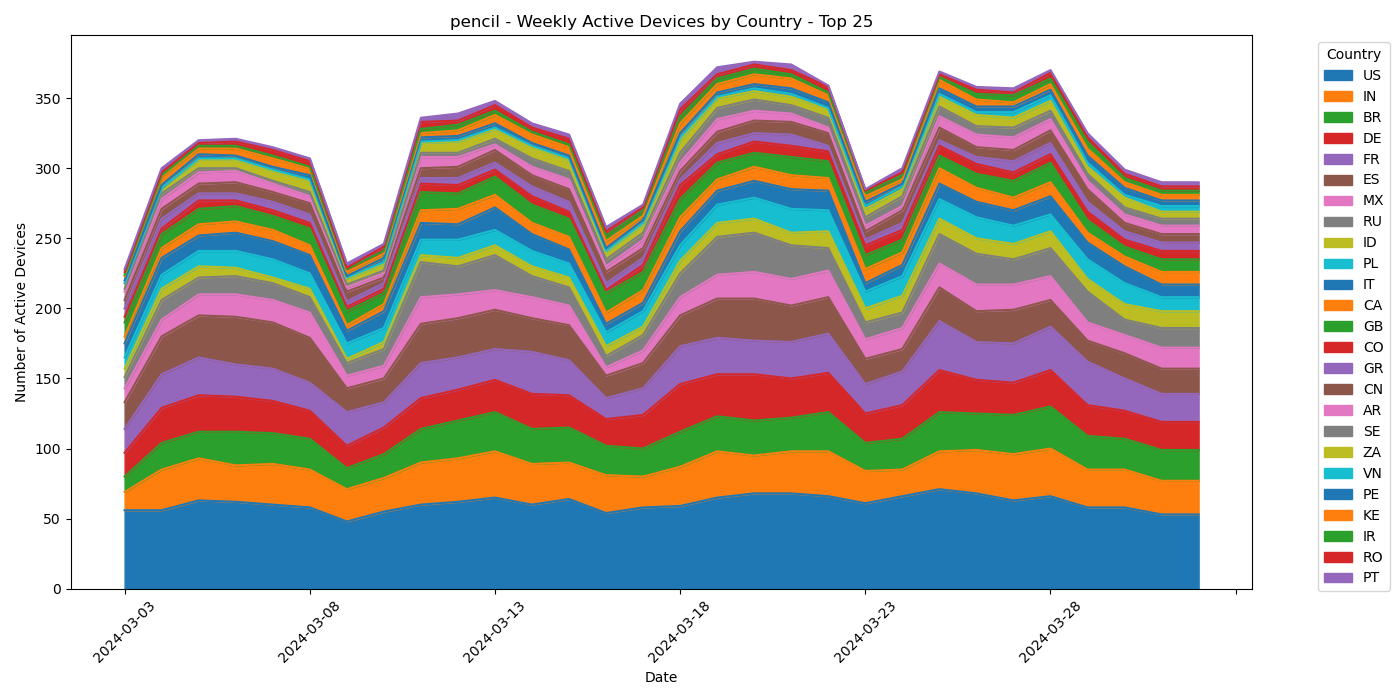 pencil - Weekly Active Devices by Country - Top 25
Number of Active Devices
350
300
250
200
150
100
50
0
2024-03-03
2024-03-08
2024-03-13
2024-03-18
2024-03-23
2024-03-28
Date
Country
US
IN
BR
DE
FR
ES
MX
RU
ID
PL
IT
CA
GB
CO
GR
CN
AR
SE
ZA
VN
PE
KE
IR
RO
PT